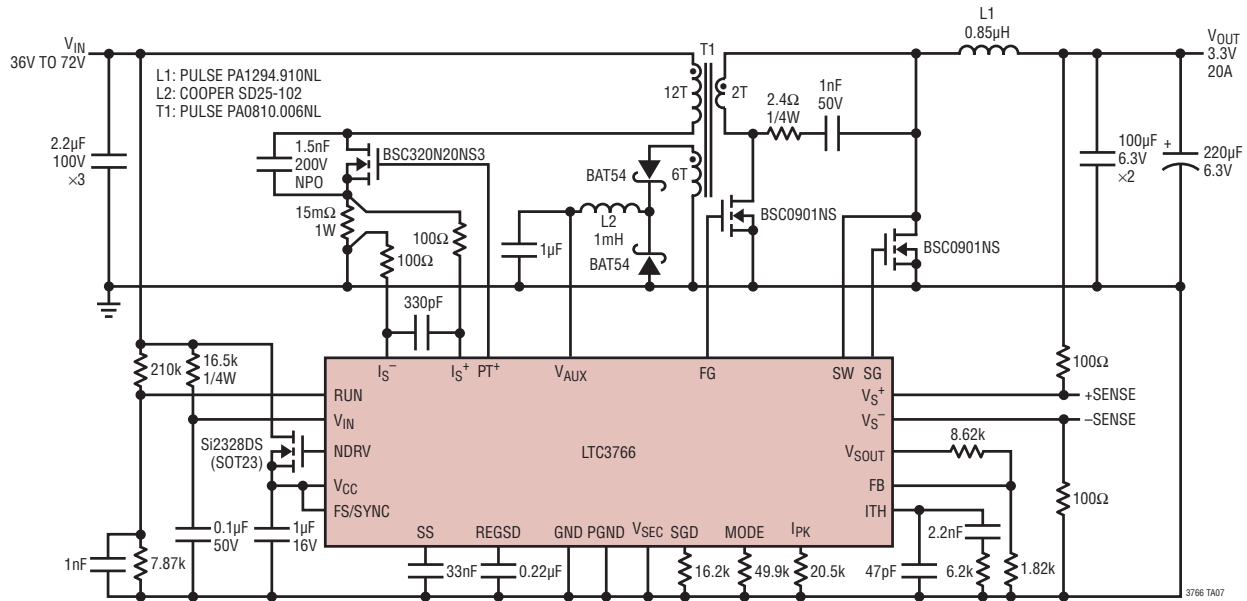 L1
0.85µH
VIN
36V TO 72V
VOUT
3.3V
20A
T1
L1: PULSE PA1294.910NL
L2: COOPER SD25-102
T1: PULSE PA0810.006NL
12T
2T
2.4Ω
1/4W
1nF
50V
2.2µF
100V
×3
1.5nF
200V
NPO
BSC320N20NS3
6T
BAT54
100µF
6.3V
×2
+
220µF
6.3V
BSC0901NS
15mΩ
1W
100Ω
100Ω
1µF
L2
1mH
BAT54
BSC0901NS
330pF
210k
16.5k
1/4W
IS–
IS+
PT+
VAUX
FG
SW
SG
100Ω
RUN
VS+
+SENSE
VIN
VS–
–SENSE
Si2328DS
(SOT23)
NDRV
LTC3766
VSOUT
8.62k
VCC
FB
FS/SYNC
ITH
100Ω
0.1µF
50V
1µF
16V
SS
REGSD
GND
PGND
VSEC
SGD
MODE
IPK
2.2nF
1nF
7.87k
33nF
0.22µF
16.2k
49.9k
20.5k
47pF
6.2k
1.82k
3766 TA07